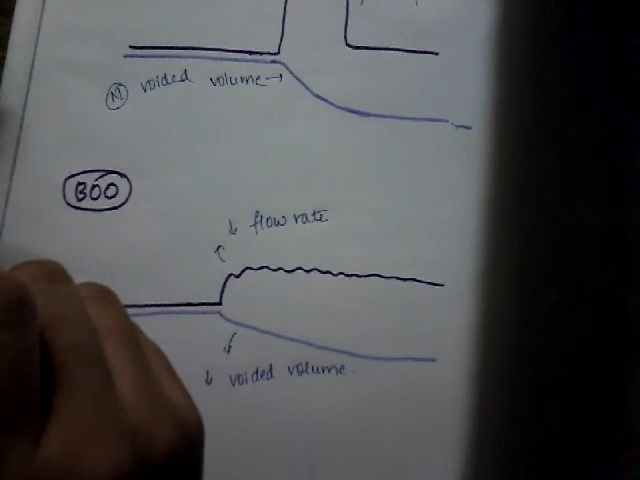 Ⓝ voided volume →
BOO
↓ flow rate
↓ voided volume.